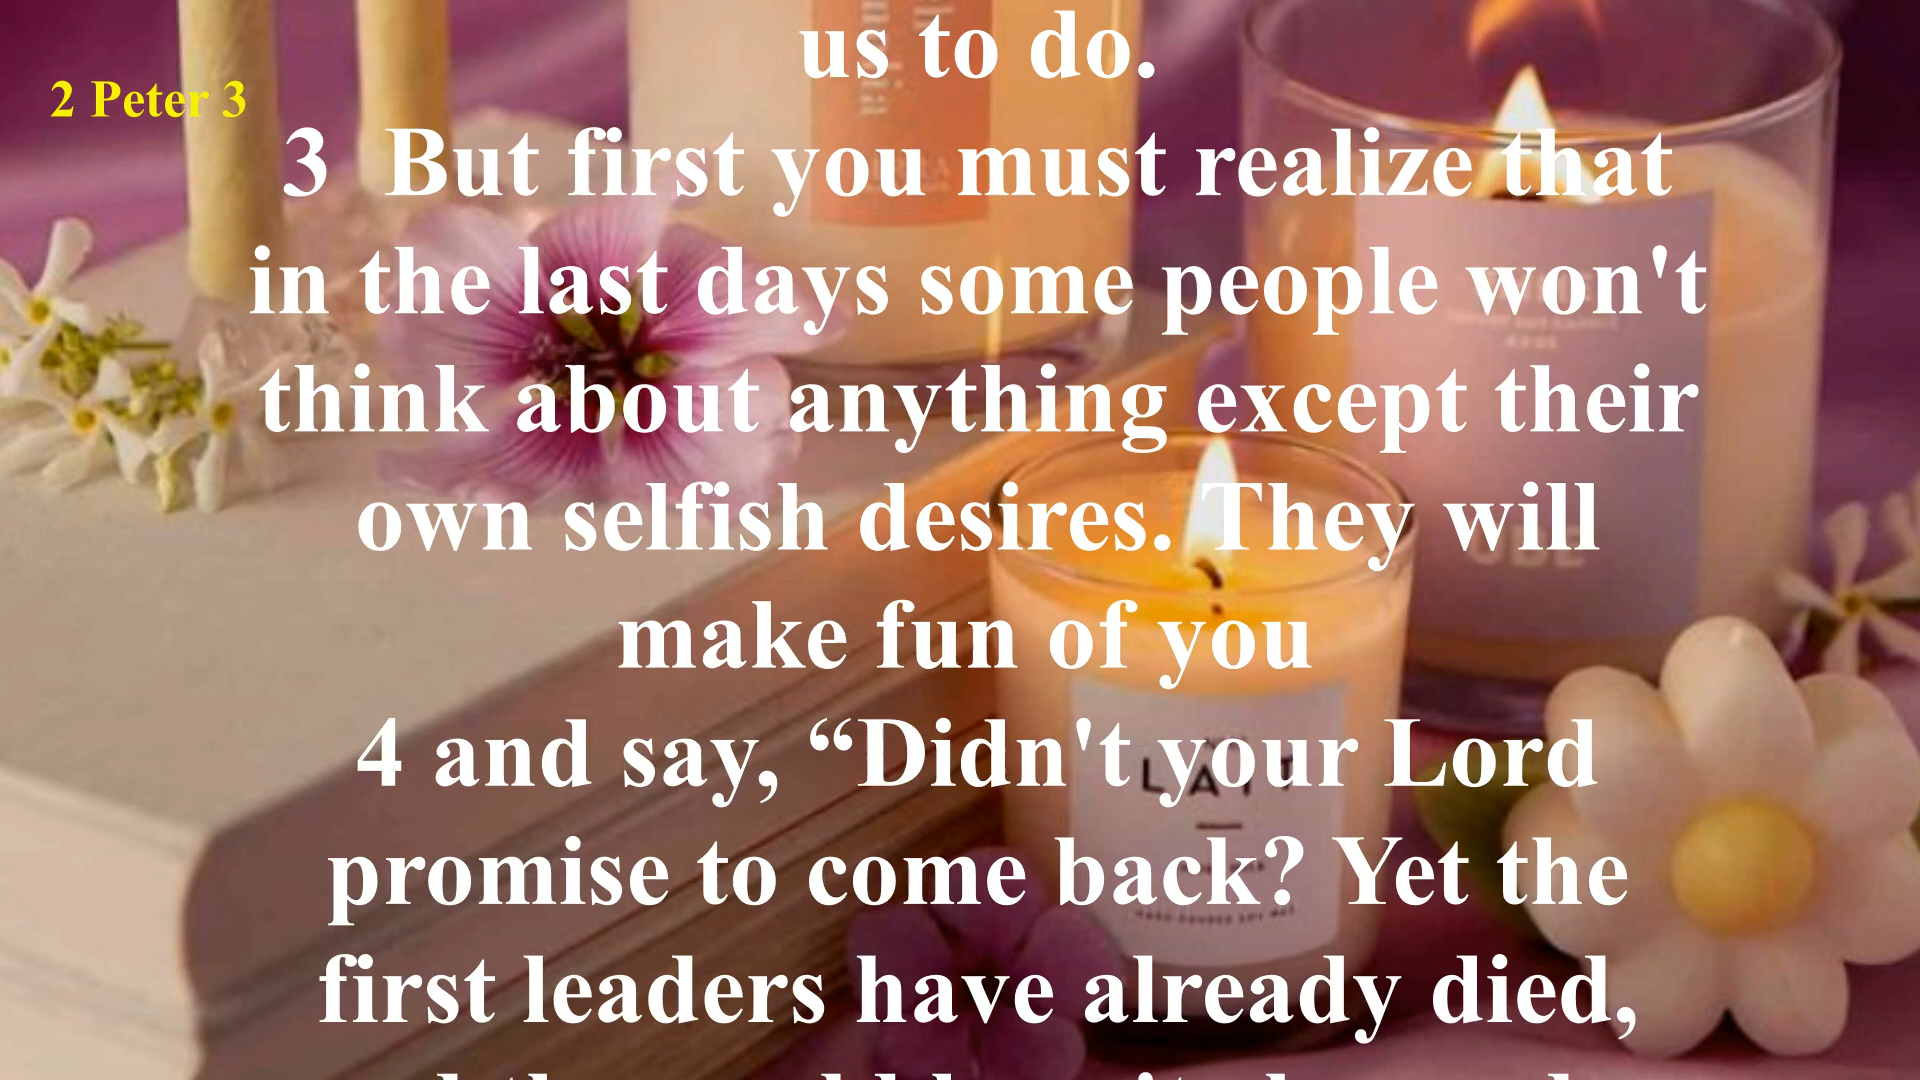 us to do.
2 Peter 3
3 But first you must realize that
in the last days some people won't
think about anything except their
own selfish desires. They will
make fun of you
4 and say, “Didn't your Lord
promise to come back? Yet the
first leaders have already died,